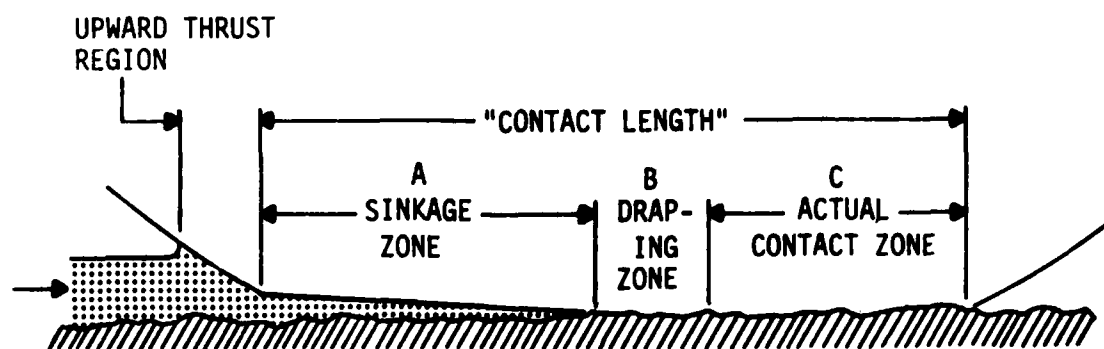 UPWARD THRUST
REGION
"CONTACT LENGTH"
A
SINKAGE
ZONE
B
DRAP-
ING
ZONE
C
ACTUAL
CONTACT ZONE